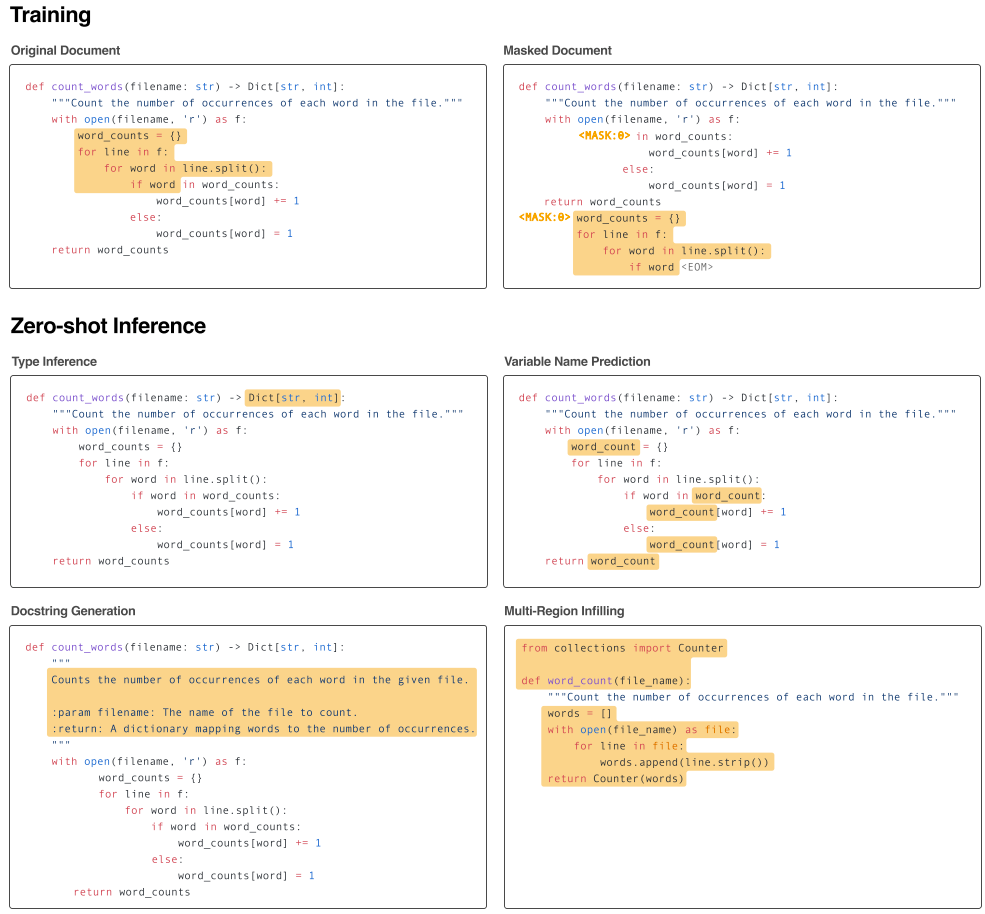 Training
Original Document
def count_words(filename: str) -> Dict[str, int]:
    """Count the number of occurrences of each word in the file."""
    with open(filename, 'r') as f:
        word_counts = {}
        for line in f:
            for word in line.split():
                if word in word_counts:
                    word_counts[word] += 1
                else:
                    word_counts[word] = 1
    return word_counts
Masked Document
def count_words(filename: str) -> Dict[str, int]:
    """Count the number of occurrences of each word in the file."""
    with open(filename, 'r') as f:
        <MASK:0> in word_counts:
                    word_counts[word] += 1
                else:
                    word_counts[word] = 1
    return word_counts
<MASK:0> word_counts = {}
        for line in f:
            for word in line.split():
                if word <EOM>
Zero-shot Inference
Type Inference
def count_words(filename: str) -> Dict[str, int]:
    """Count the number of occurrences of each word in the file."""
    with open(filename, 'r') as f:
        word_counts = {}
        for line in f:
            for word in line.split():
                if word in word_counts:
                    word_counts[word] += 1
                else:
                    word_counts[word] = 1
    return word_counts
Variable Name Prediction
def count_words(filename: str) -> Dict[str, int]:
    """Count the number of occurrences of each word in the file."""
    with open(filename, 'r') as f:
        word_count = {}
        for line in f:
            for word in line.split():
                if word in word_count:
                    word_count[word] += 1
                else:
                    word_count[word] = 1
    return word_count
Docstring Generation
def count_words(filename: str) -> Dict[str, int]:
    """
    Counts the number of occurrences of each word in the given file.
    :param filename: The name of the file to count.
    :return: A dictionary mapping words to the number of occurrences.
    """
    with open(filename, 'r') as f:
            word_counts = {}
            for line in f:
                for word in line.split():
                    if word in word_counts:
                        word_counts[word] += 1
                    else:
                        word_counts[word] = 1
        return word_counts
Multi-Region Infilling
from collections import Counter
def word_count(file_name):
    """Count the number of occurrences of each word in the file."""
    words = []
    with open(file_name) as file:
        for line in file:
            words.append(line.strip())
    return Counter(words)